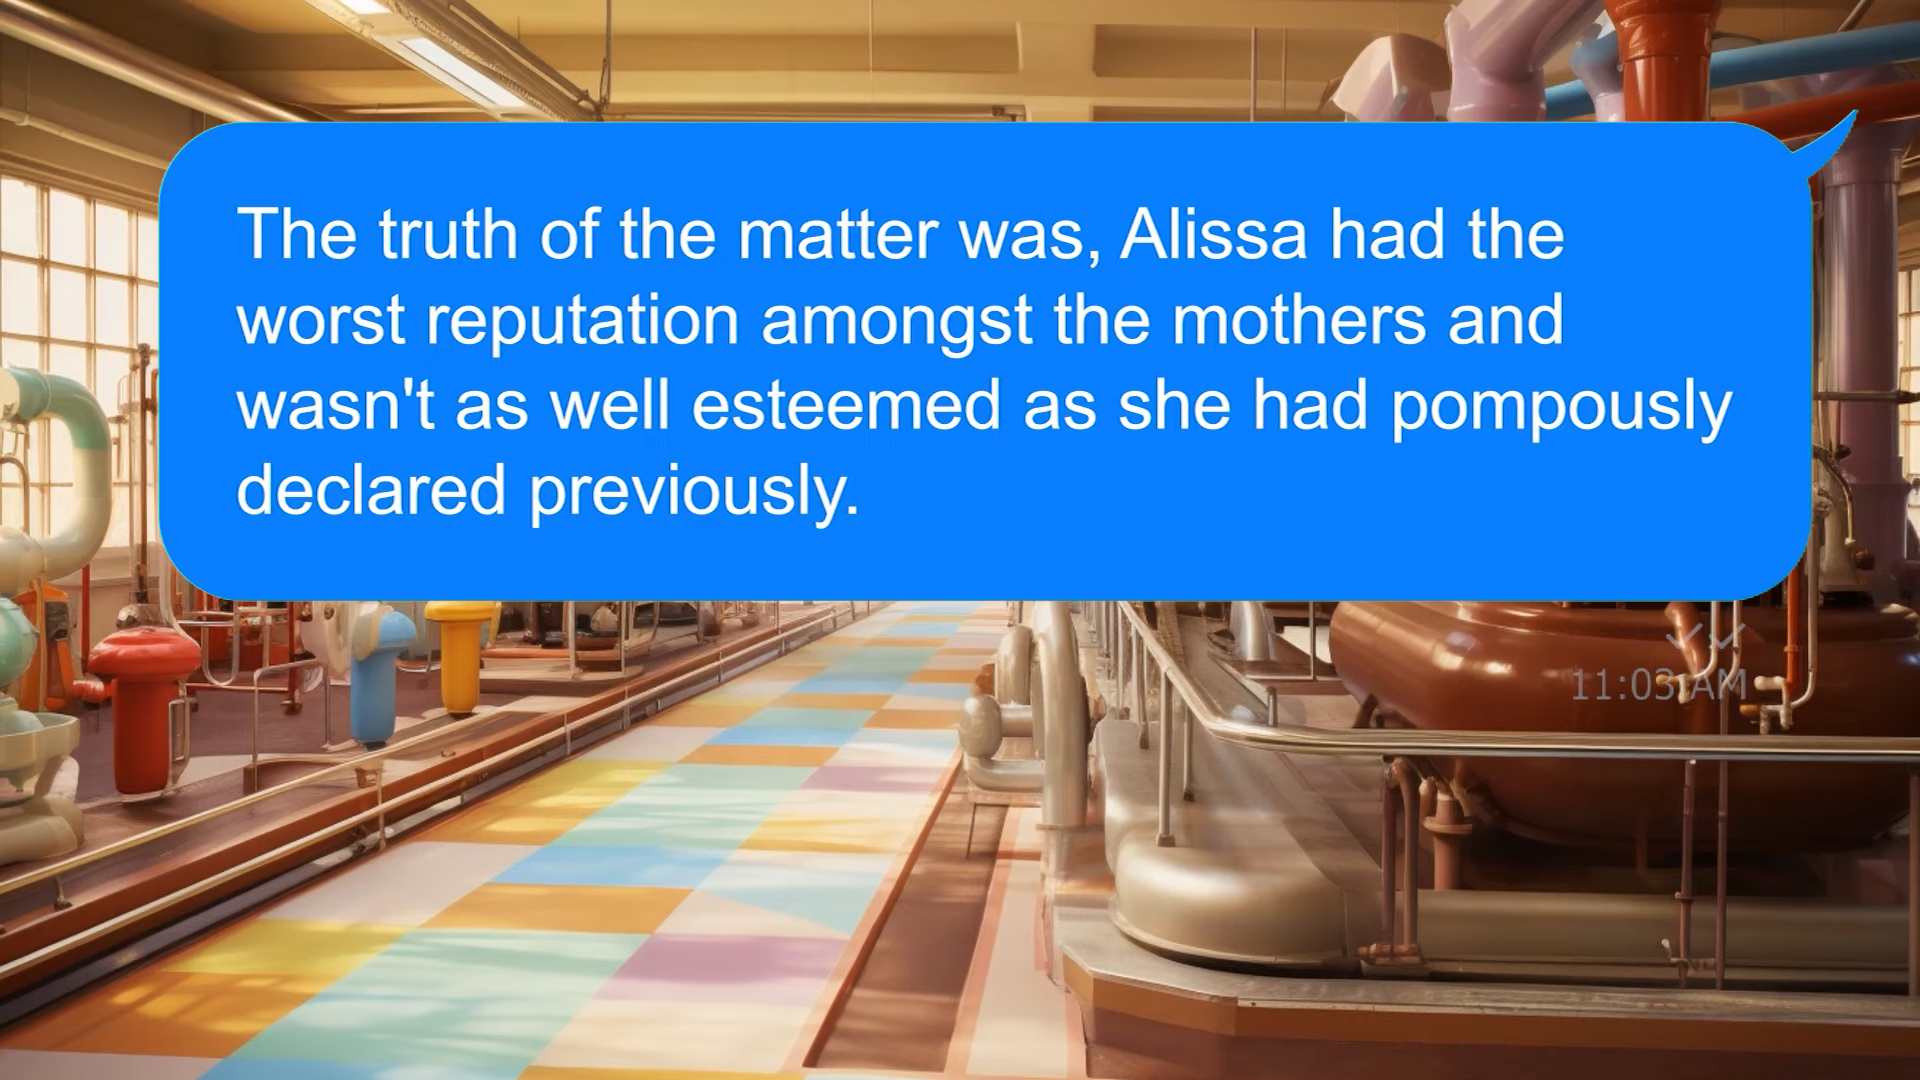 The truth of the matter was, Alissa had the
worst reputation amongst the mothers and
wasn't as well esteemed as she had pompously
declared previously.
11:03 AM